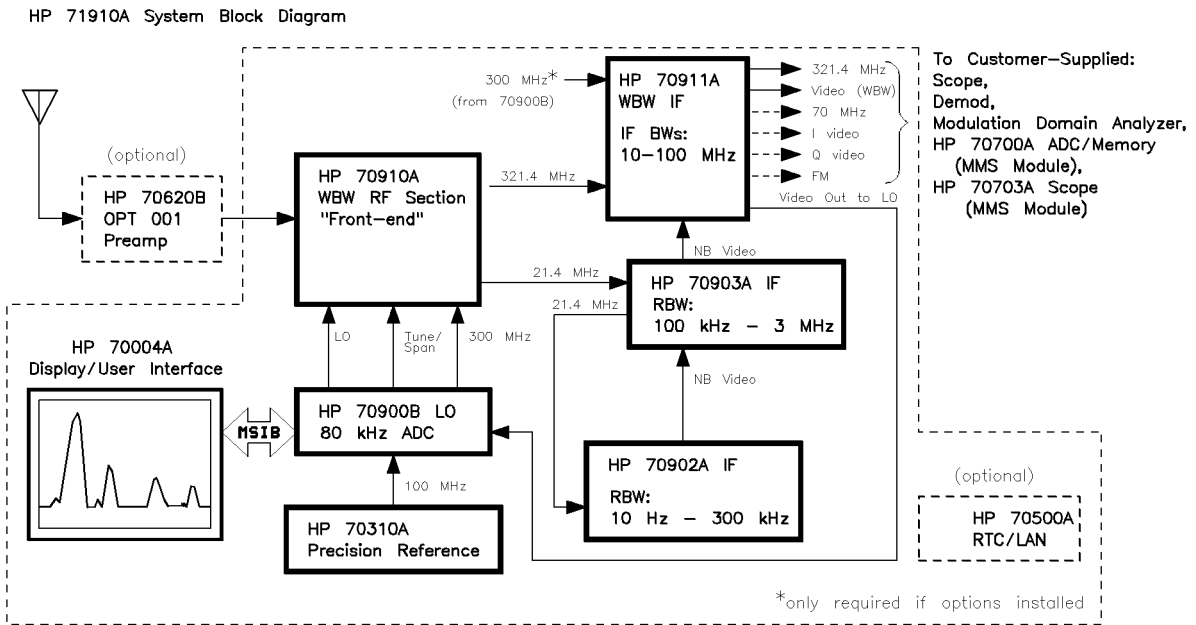 HP 71910A System Block Diagram
(optional)
HP 70620B
OPT 001
Preamp
HP 70910A
WBW RF Section
"Front-end"
300 MHz*
(from 70900B)
321.4 MHz
HP 70911A
WBW IF
IF BWs:
10-100 MHz
321.4 MHz
Video (WBW)
70 MHz
I video
Q video
FM
Video Out to LO
To Customer-Supplied:
Scope,
Demod,
Modulation Domain Analyzer,
HP 70700A ADC/Memory
(MMS Module),
HP 70703A Scope
(MMS Module)
NB Video
21.4 MHz
21.4 MHz
HP 70903A IF
RBW:
100 kHz - 3 MHz
LO
Tune/
Span
300 MHz
HP 70004A
Display/User Interface
MSIB
HP 70900B LO
80 kHz ADC
NB Video
100 MHz
HP 70310A
Precision Reference
HP 70902A IF
RBW:
10 Hz - 300 kHz
(optional)
HP 70500A
RTC/LAN
*only required if options installed